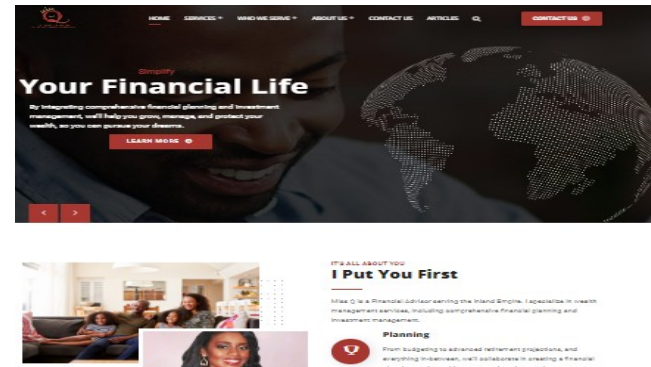 HOME SERVICES + WHO WE SERVE + ABOUT US + CONTACT US ARTICLES CONTACT US
Simplify
Your Financial Life
By integrating comprehensive financial planning and investment
management, we'll help you grow, manage, and protect your
wealth, so you can pursue your dreams.
LEARN MORE
IT'S ALL ABOUT YOU
I Put You First
Miss Q is a Financial Advisor serving the Inland Empire. I specialize in wealth
management services, including comprehensive financial planning and
investment management.
Planning
From budgeting to advanced retirement projections, and
everything in-between, we'll collaborate in creating a financial